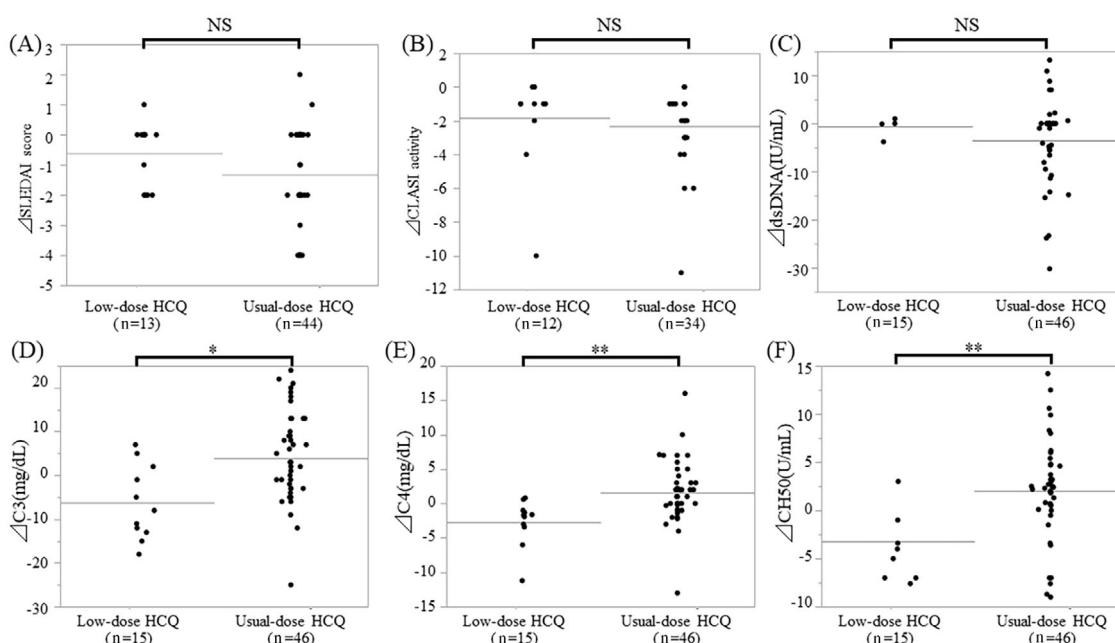 NS
NS
NS
(A)
(B)
(C)
⊿SLEDAI score
3
2
1
0
-1
-2
-3
-4
-5
Low-dose HCQ
(n=13)
Usual-dose HCQ
(n=44)
⊿CLASI activity
2
0
-2
-4
-6
-8
-10
-12
Low-dose HCQ
(n=12)
Usual-dose HCQ
(n=34)
⊿dsDNA(IU/mL)
10
0
-10
-20
-30
Low-dose HCQ
(n=15)
Usual-dose HCQ
(n=46)
(D)
*
⊿C3(mg/dL)
20
10
0
-10
-20
-30
Low-dose HCQ
(n=15)
Usual-dose HCQ
(n=46)
(E)
**
⊿C4(mg/dL)
20
15
10
5
0
-5
-10
-15
Low-dose HCQ
(n=15)
Usual-dose HCQ
(n=46)
(F)
**
⊿CH50(U/mL)
15
10
5
0
-5
-10
Low-dose HCQ
(n=15)
Usual-dose HCQ
(n=46)